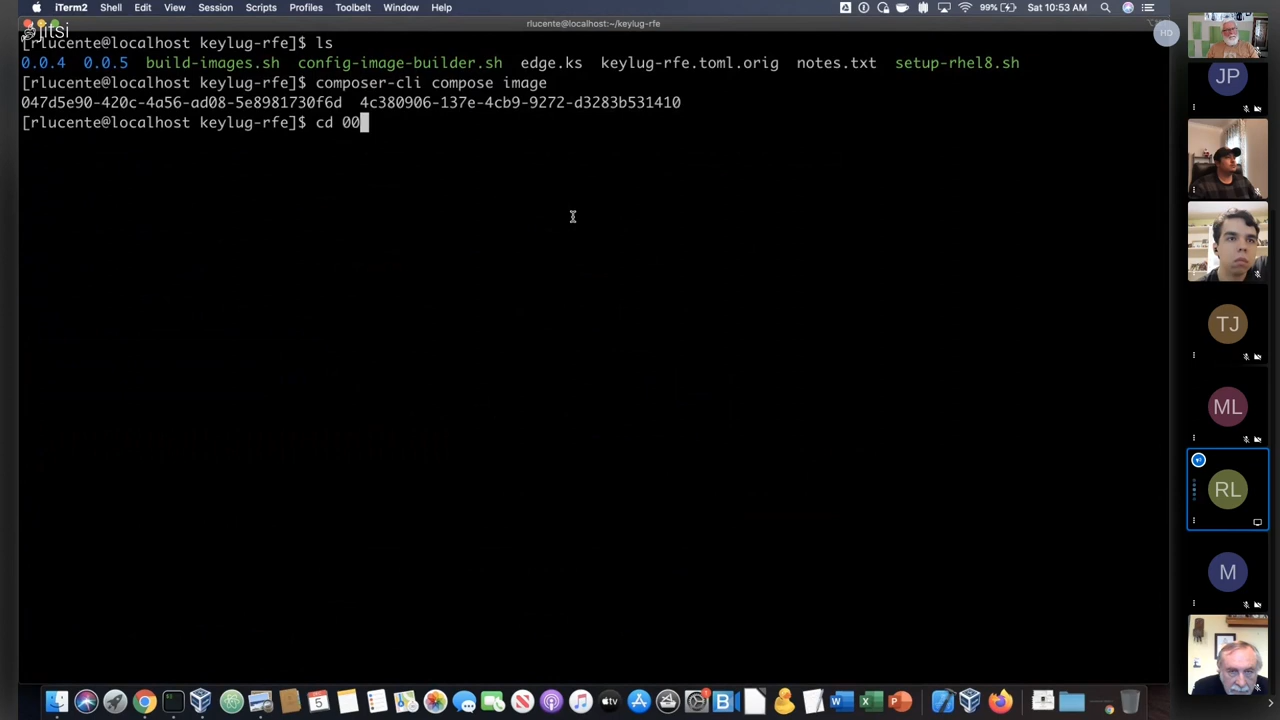 iTerm2 Shell Edit View Session Scripts Profiles Toolbelt Window Help 99% Sat 10:53 AM
rlucente@localhost:~/keylug-rfe
jitsi
HD
[rlucente@localhost keylug-rfe]$ ls
0.0.4 0.0.5 build-images.sh config-image-builder.sh edge.ks keylug-rfe.toml.orig notes.txt setup-rhel8.sh
[rlucente@localhost keylug-rfe]$ composer-cli compose image
047d5e90-420c-4a56-ad08-5e8981730f6d 4c380906-137e-4cb9-9272-d3283b531410
[rlucente@localhost keylug-rfe]$ cd 00
JP
TJ
ML
RL
M